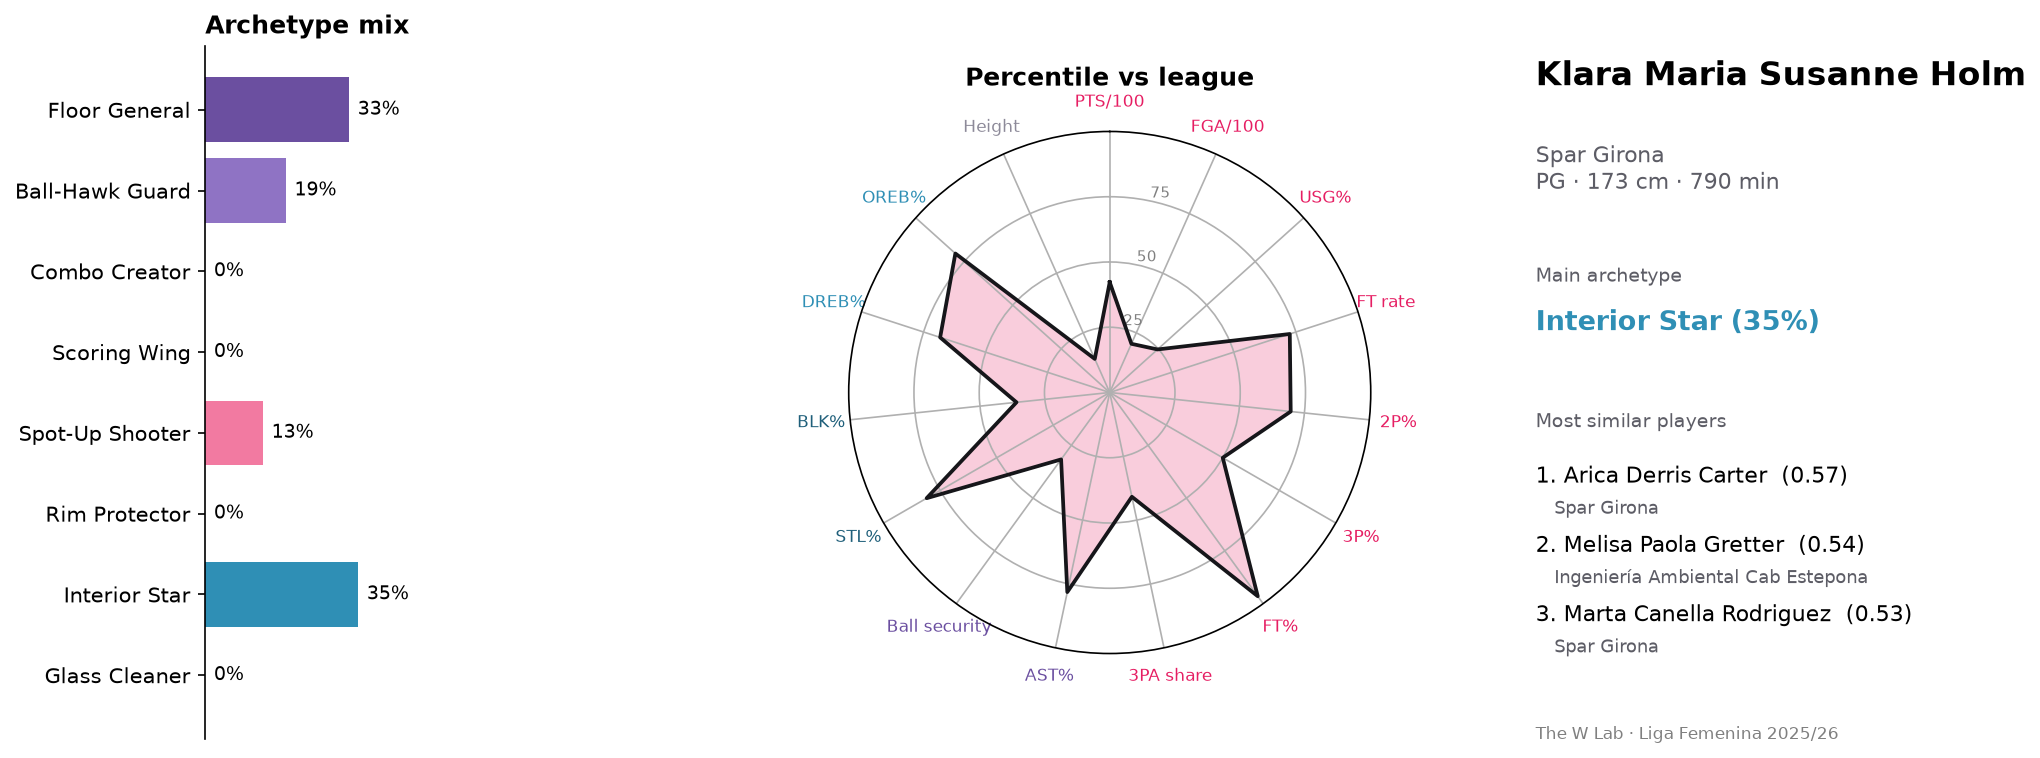 Archetype mix
Floor General
33%
Ball-Hawk Guard
19%
Combo Creator
0%
Scoring Wing
0%
Spot-Up Shooter
13%
Rim Protector
0%
Interior Star
35%
Glass Cleaner
0%
Percentile vs league
PTS/100
FGA/100
USG%
FT rate
2P%
3P%
FT%
3PA share
AST%
Ball security
STL%
BLK%
DREB%
OREB%
Height
75
50
25
Klara Maria Susanne Holm
Spar Girona
PG · 173 cm · 790 min
Main archetype
Interior Star (35%)
Most similar players
1. Arica Derris Carter (0.57)
Spar Girona
2. Melisa Paola Gretter (0.54)
Ingeniería Ambiental Cab Estepona
3. Marta Canella Rodriguez (0.53)
Spar Girona
The W Lab · Liga Femenina 2025/26